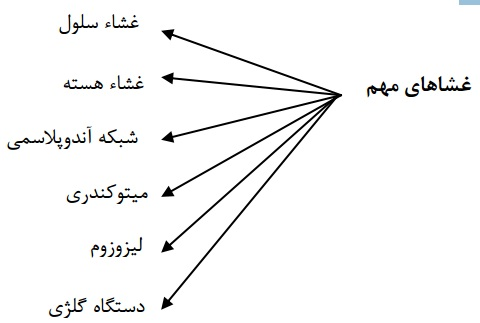 غشاهای مهم
غشاء سلول
غشاء هسته
شبکه آندوپلاسمی
میتوکندری
لیزوزوم
دستگاه گلژی